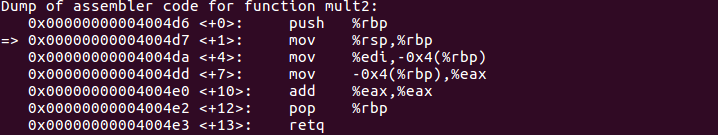 Dump of assembler code for function mult2:
   0x00000000004004d6 <+0>:     push   %rbp
=> 0x00000000004004d7 <+1>:     mov    %rsp,%rbp
   0x00000000004004da <+4>:     mov    %edi,-0x4(%rbp)
   0x00000000004004dd <+7>:     mov    -0x4(%rbp),%eax
   0x00000000004004e0 <+10>:    add    %eax,%eax
   0x00000000004004e2 <+12>:    pop    %rbp
   0x00000000004004e3 <+13>:    retq